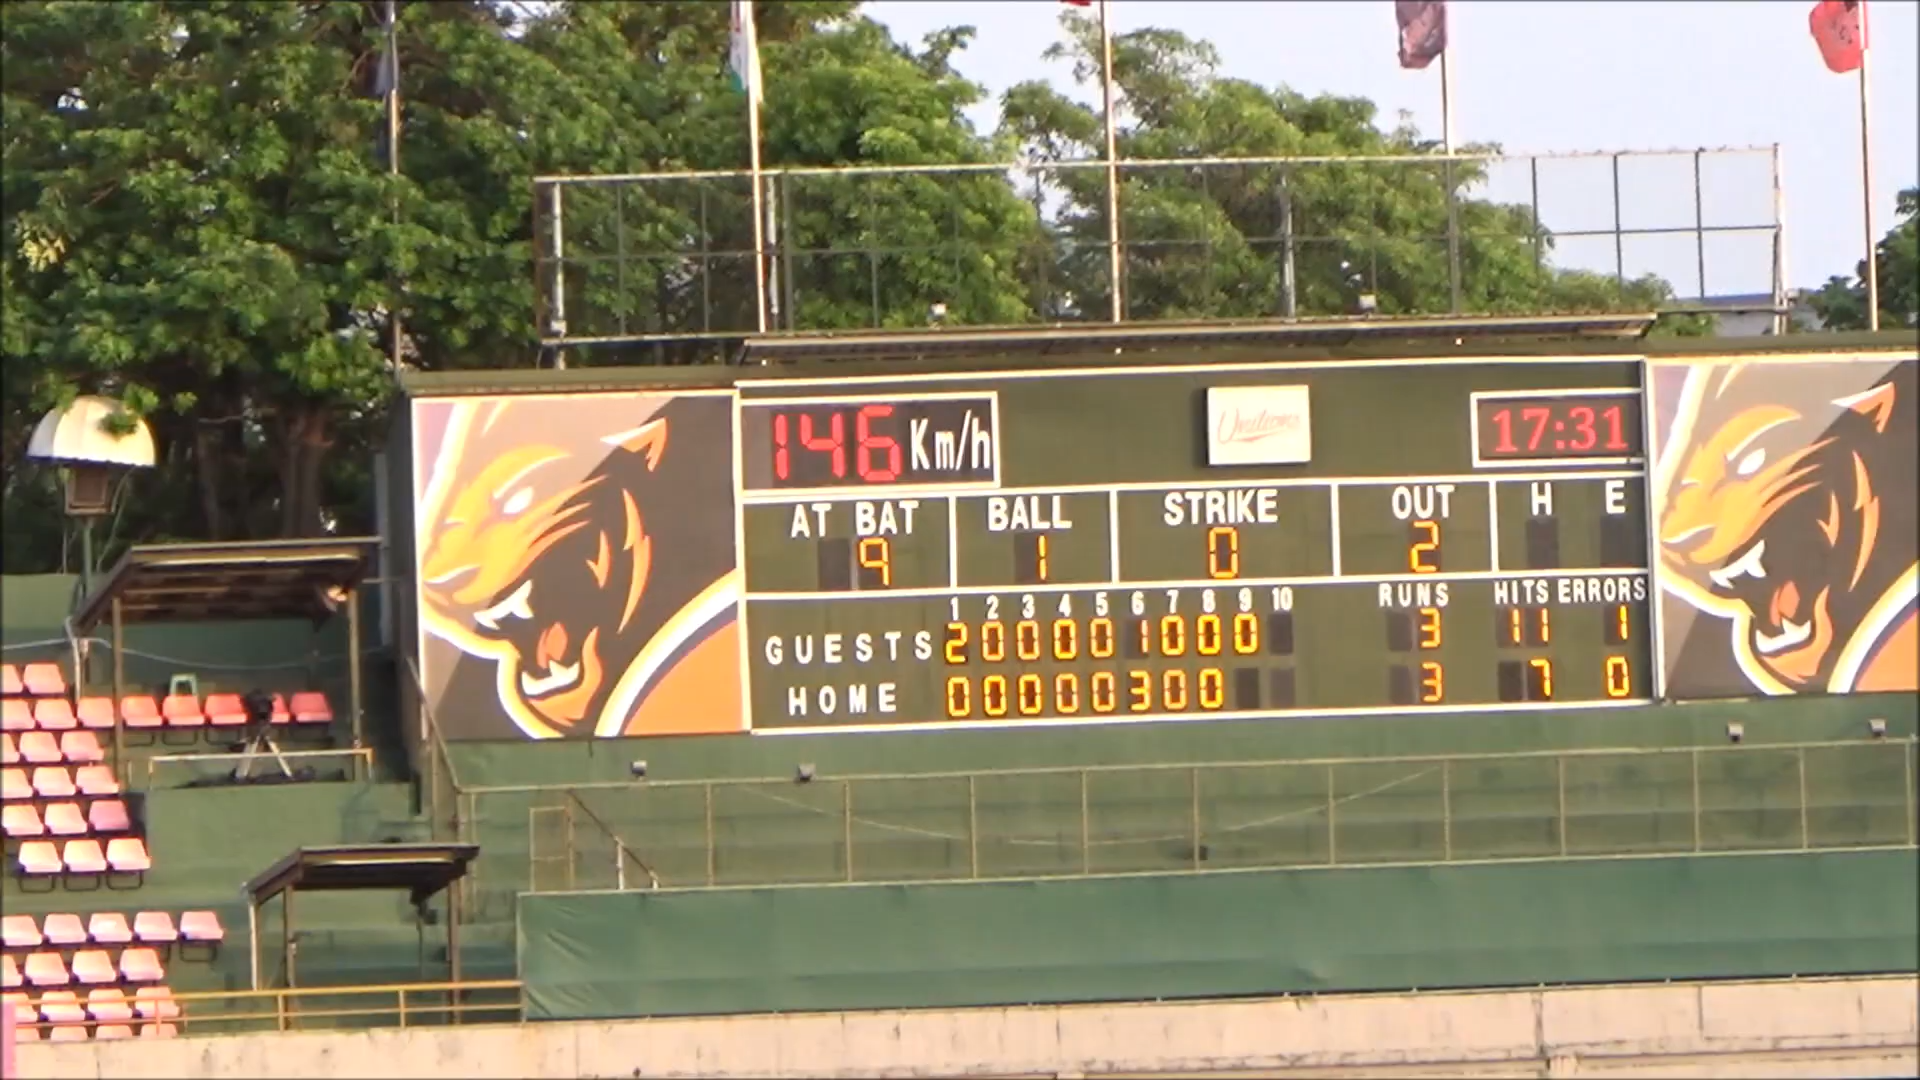 146 Km/h 17:31
AT BAT BALL STRIKE OUT H E
9 1 0 2
1 2 3 4 5 6 7 8 9 10 RUNS HITS ERRORS
GUESTS 2 0 0 0 0 1 0 0 0 3 11 1
HOME 0 0 0 0 0 3 0 0 3 7 0